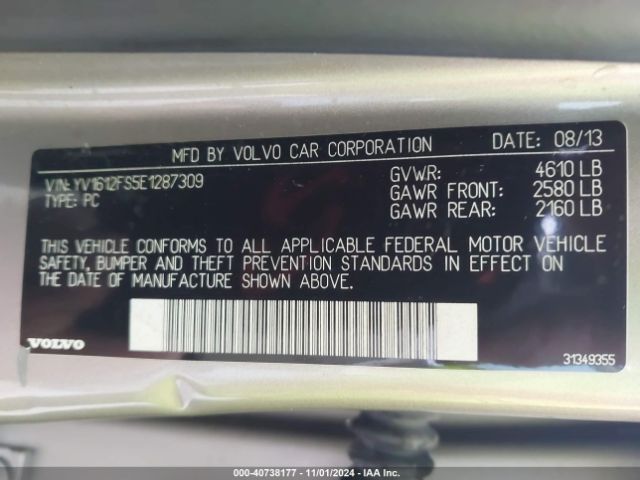 MFD BY VOLVO CAR CORPORATION DATE: 08/13
VIN: YV1612FS5E1287309 GVWR: 4610 LB
TYPE: PC GAWR FRONT: 2580 LB
GAWR REAR: 2160 LB
THIS VEHICLE CONFORMS TO ALL APPLICABLE FEDERAL MOTOR VEHICLE
SAFETY, BUMPER AND THEFT PREVENTION STANDARDS IN EFFECT ON
THE DATE OF MANUFACTURE SHOWN ABOVE.
VOLVO 31349355
000-40738177 - 11/01/2024 - IAA Inc.